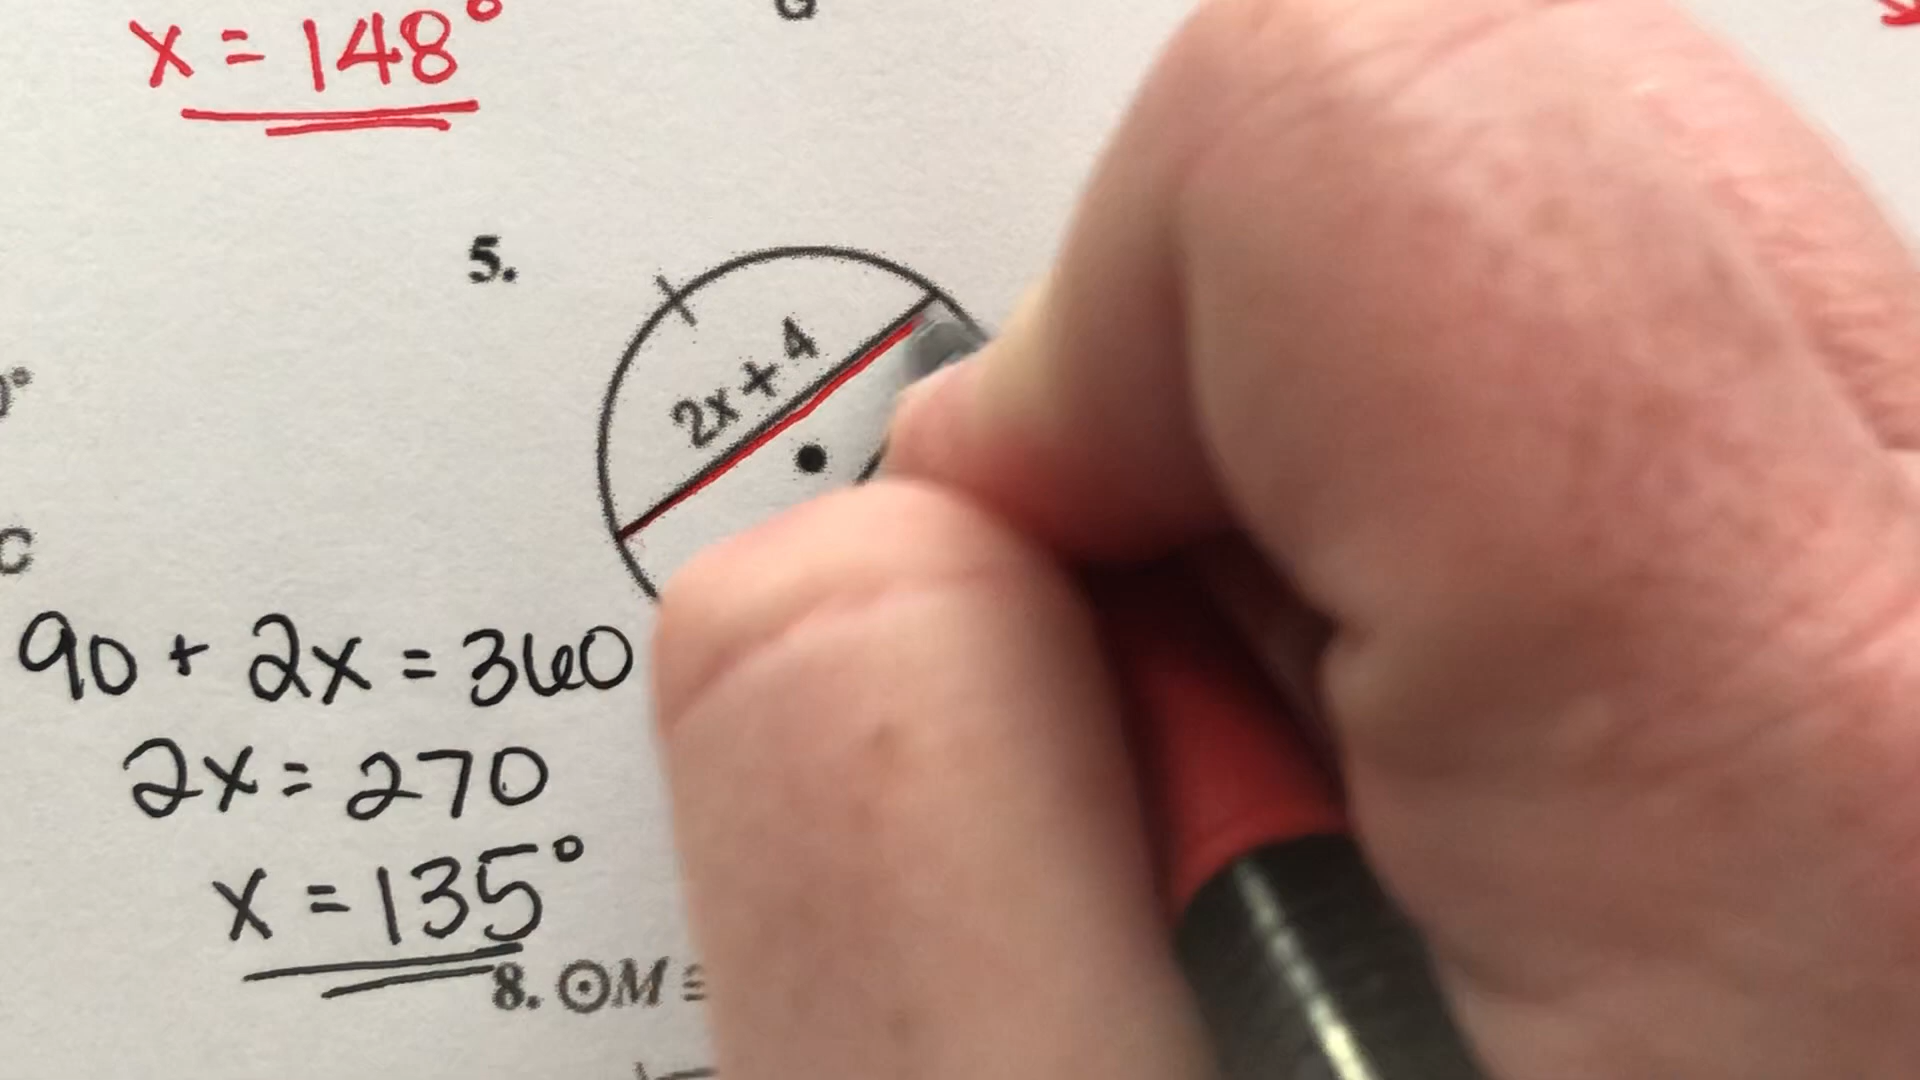 x = 148°
5.
2x + 4
C
90 + 2x = 360
2x = 270
x = 135°
8. ⊙M ≅